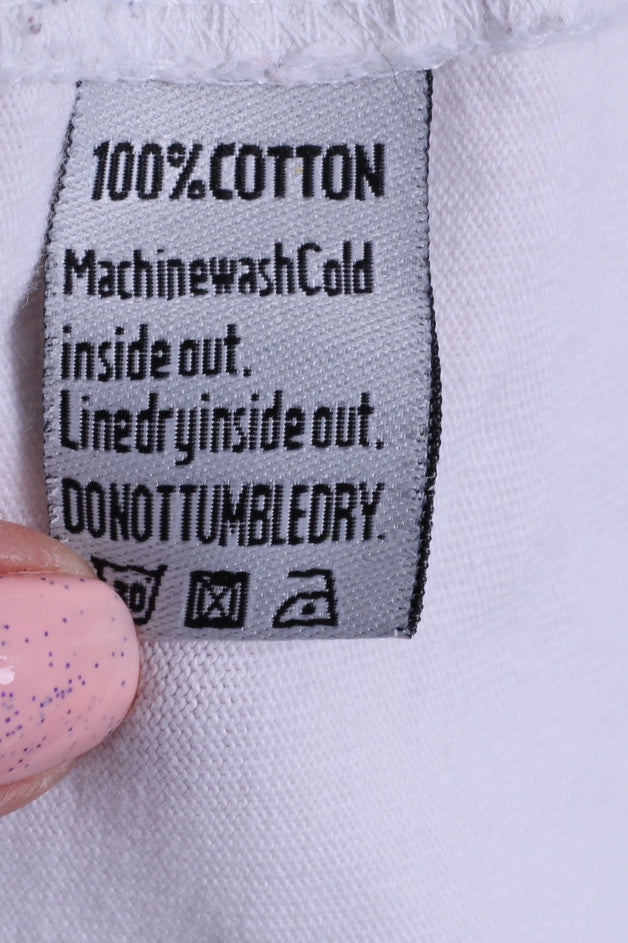 100%COTTON
MachinewashCold
inside out.
Linedryinside out.
DONOTTUMBLEDRY.